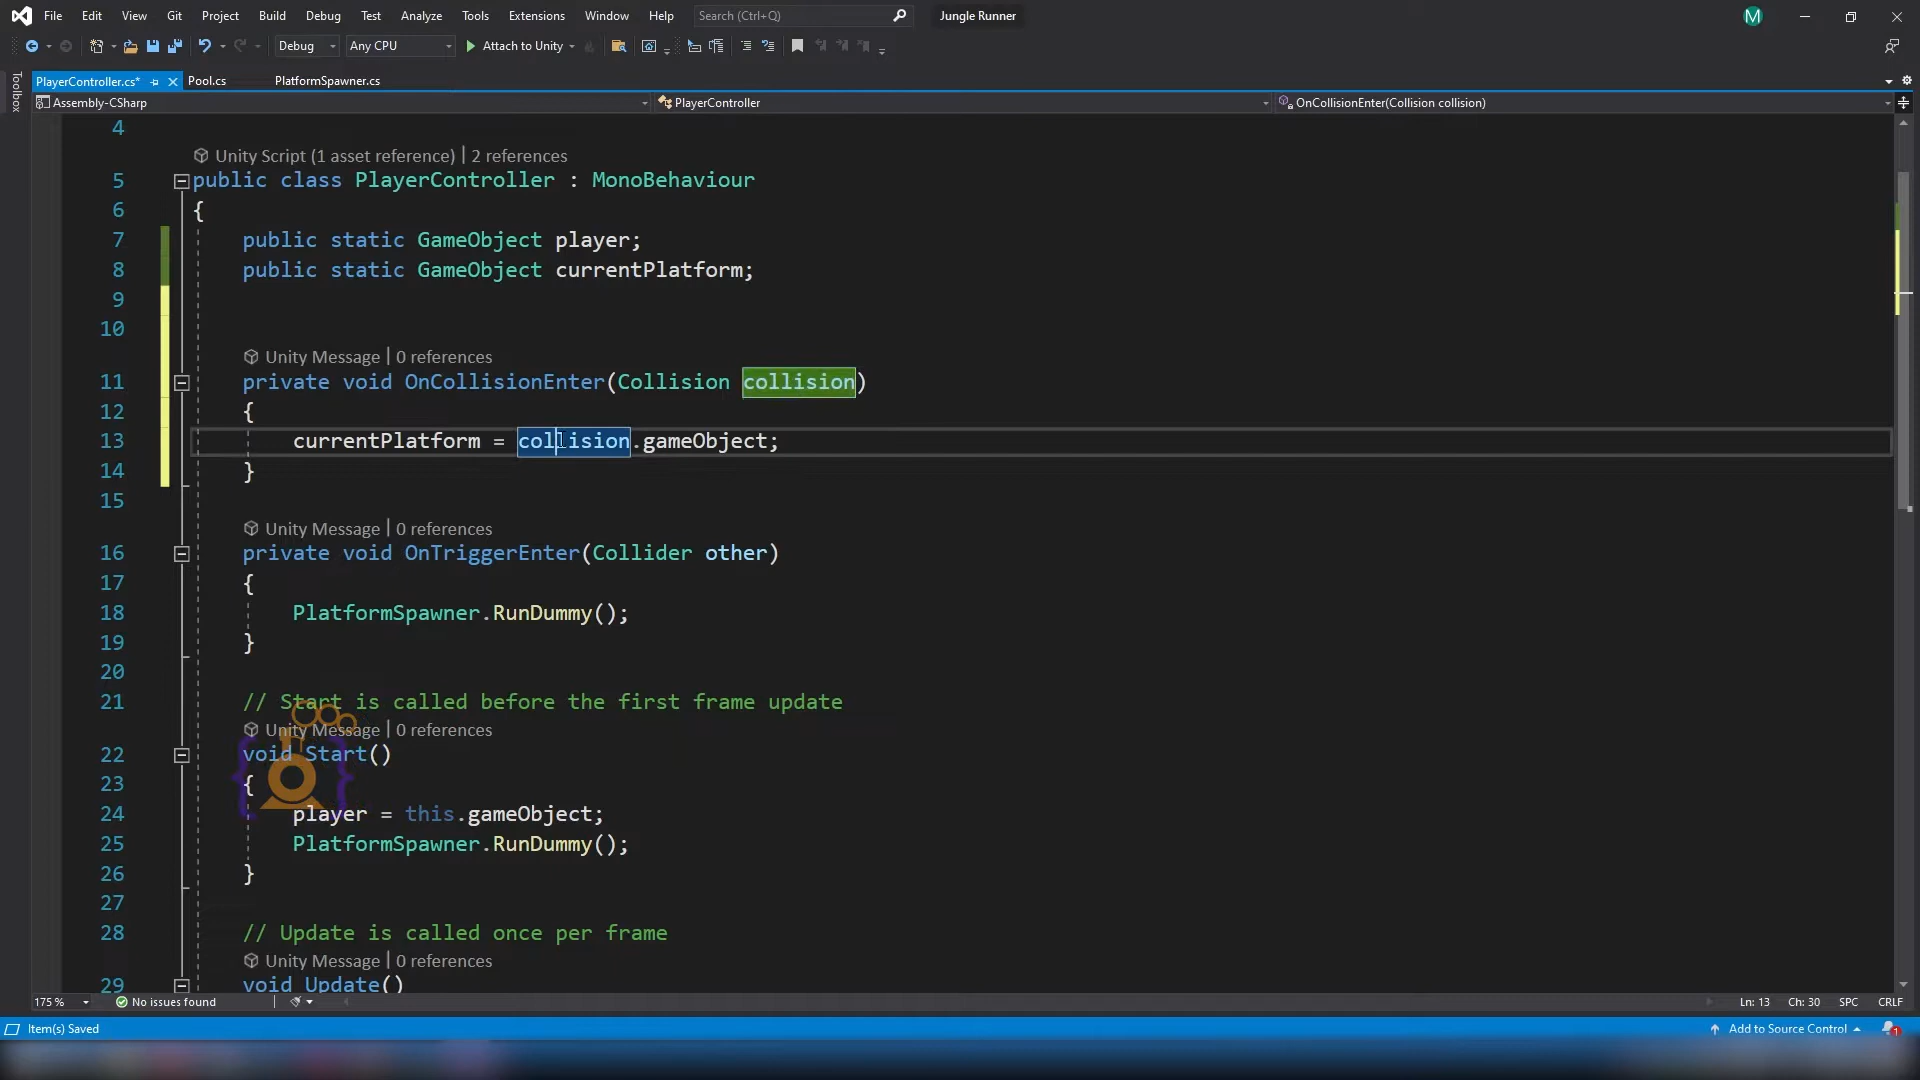 File Edit View Git Project Build Debug Test Analyze Tools Extensions Window Help Search (Ctrl+Q) Jungle Runner M
Debug Any CPU Attach to Unity
Toolbox
PlayerController.cs* Pool.cs PlatformSpawner.cs
Assembly-CSharp PlayerController OnCollisionEnter(Collision collision)
4
Unity Script (1 asset reference) | 2 references
5 public class PlayerController : MonoBehaviour
6 {
7 public static GameObject player;
8 public static GameObject currentPlatform;
9
10
Unity Message | 0 references
11 private void OnCollisionEnter(Collision collision)
12 {
13 currentPlatform = collision.gameObject;
14 }
15
Unity Message | 0 references
16 private void OnTriggerEnter(Collider other)
17 {
18 PlatformSpawner.RunDummy();
19 }
20
21 // Start is called before the first frame update
Unity Message | 0 references
22 void Start()
23 {
24 player = this.gameObject;
25 PlatformSpawner.RunDummy();
26 }
27
28 // Update is called once per frame
Unity Message | 0 references
29 void Update()
175 % No issues found Ln: 13 Ch: 30 SPC CRLF
Item(s) Saved Add to Source Control 1